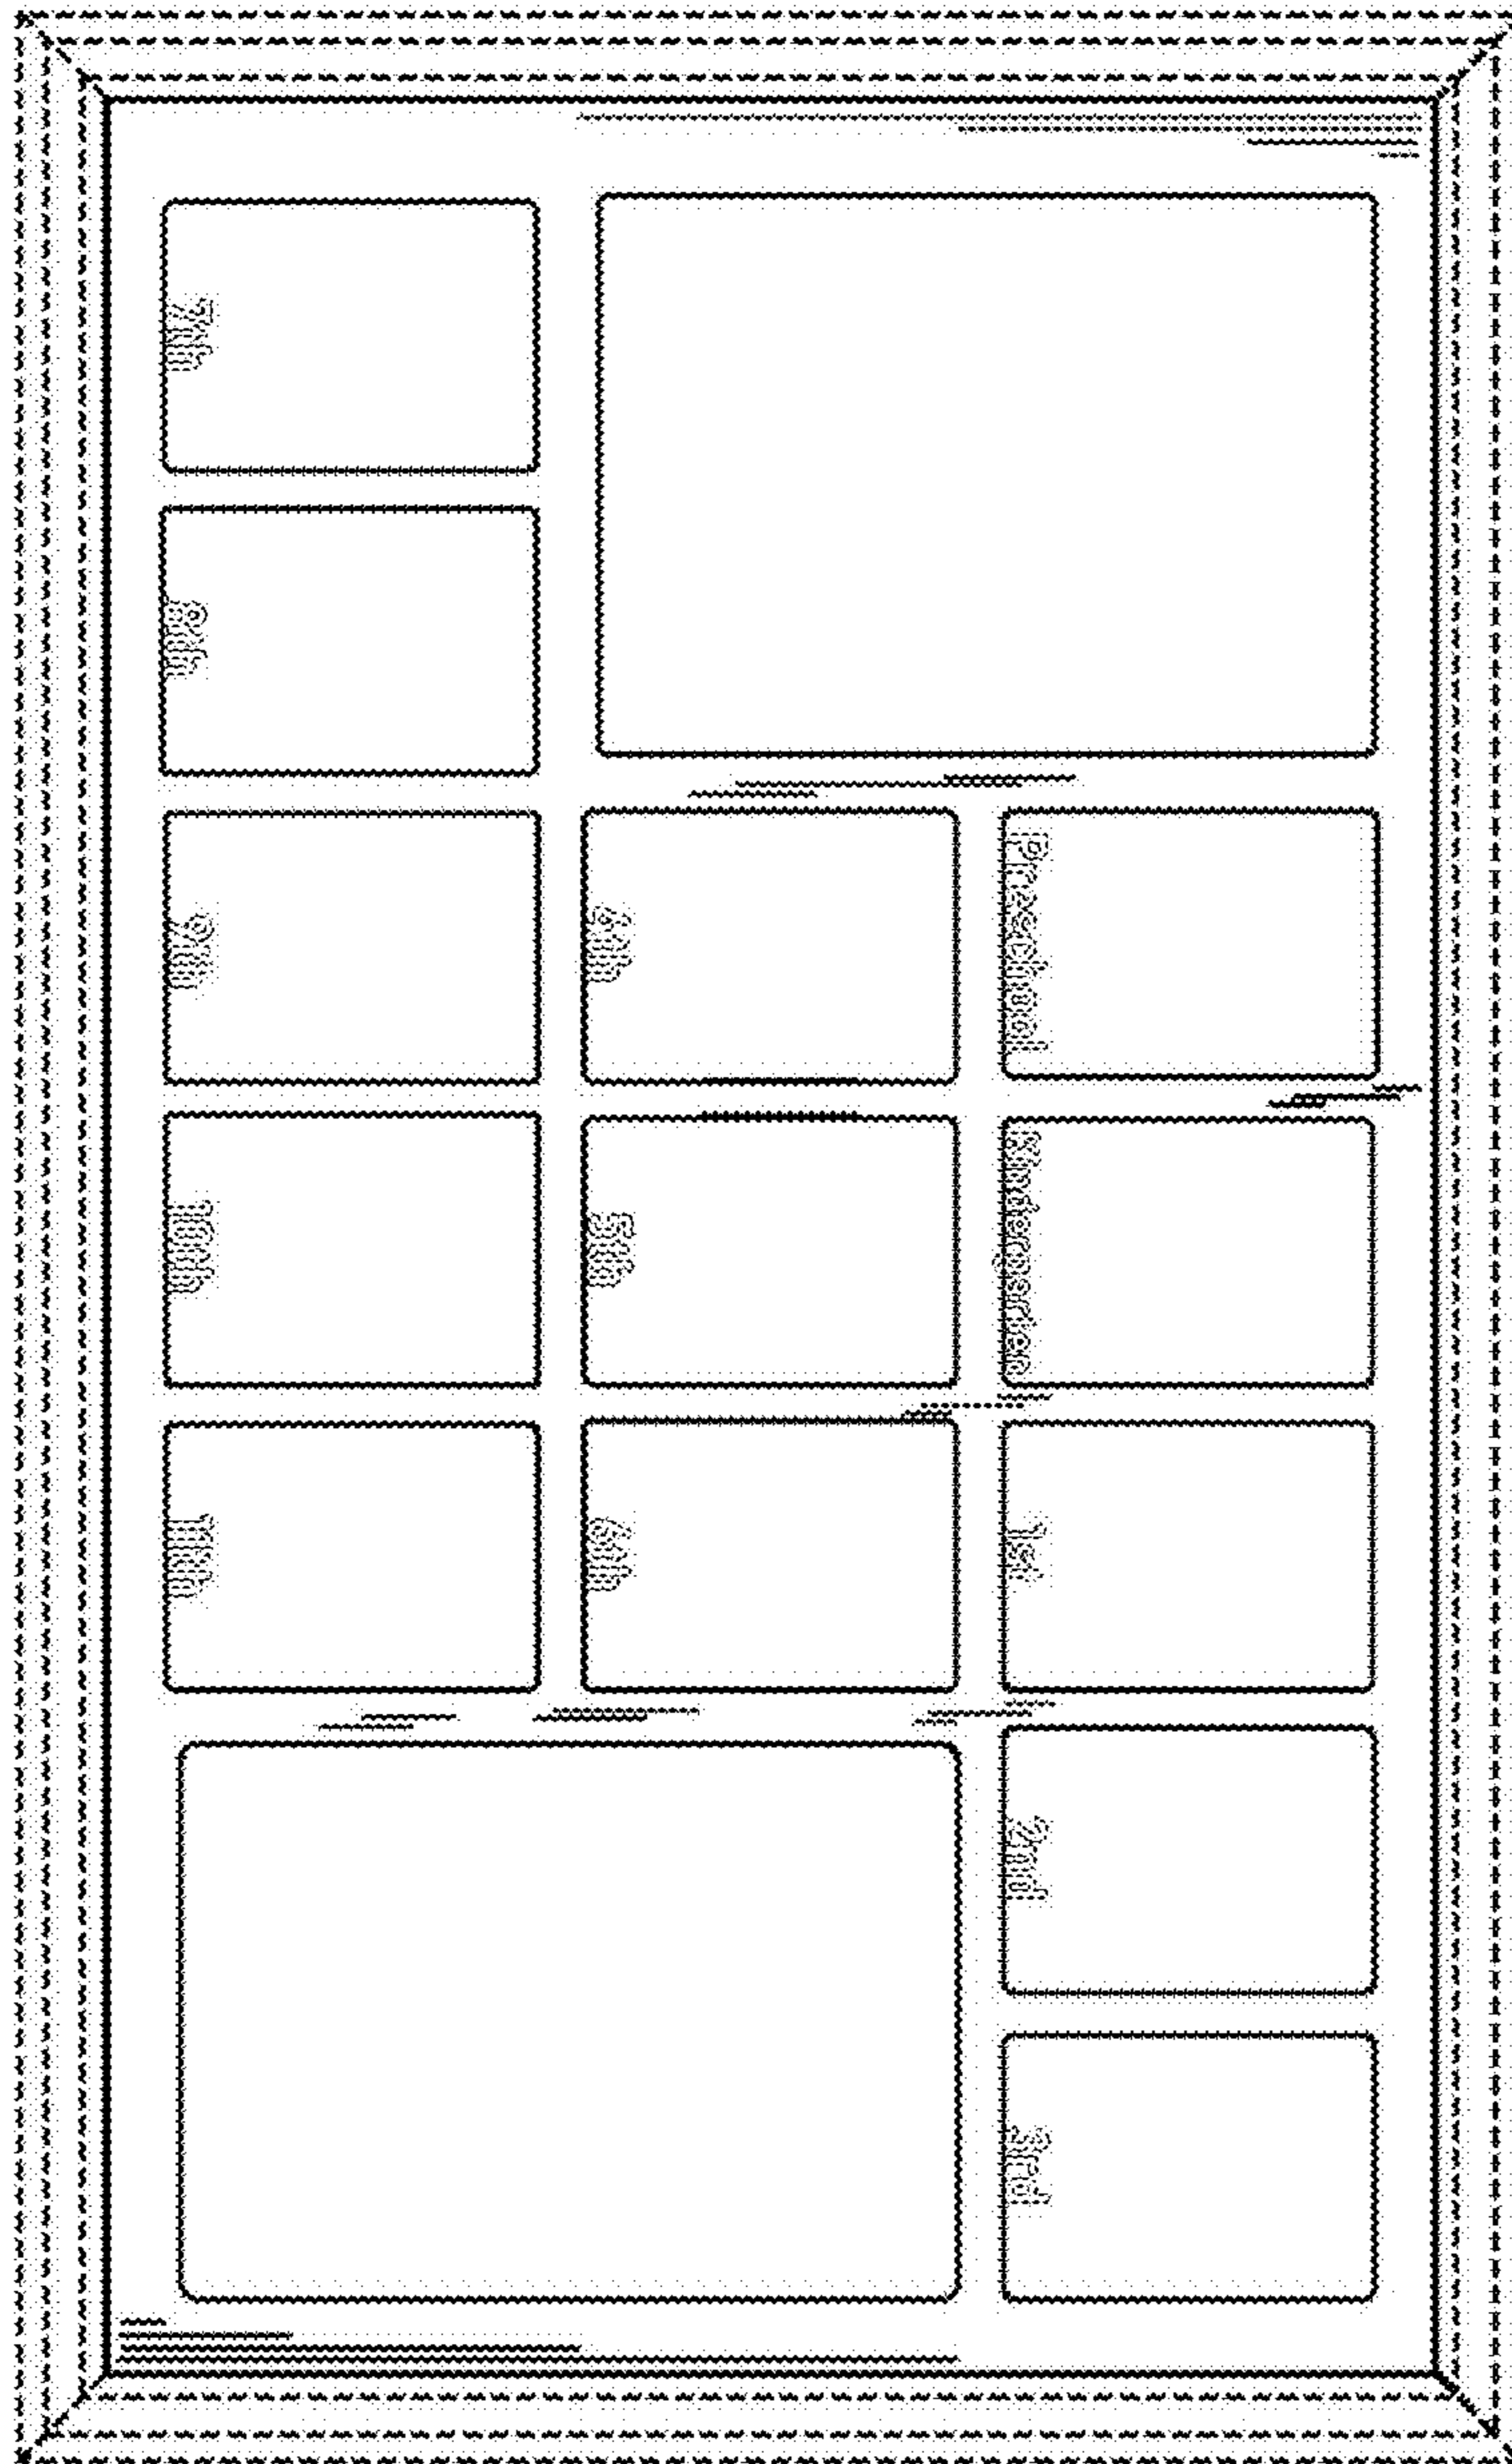 Preschool
Kindergarten
1st
2nd
3rd
4th
5th
6th
7th
8th
9th
10th
11th